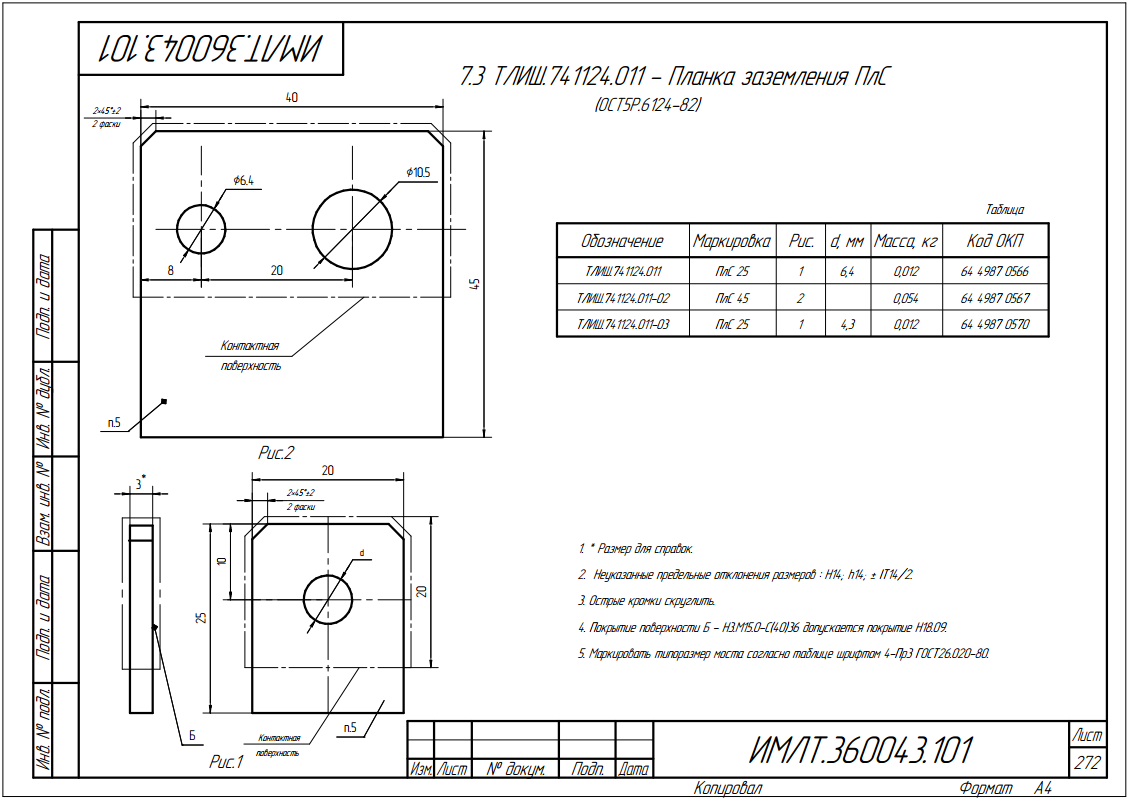 ИМЛТ.360043.101
7.3 ТЛИШ.741124.011 – Планка заземления ПлС
(ОСТ5Р.6124–82)
40
2×45°±2
2 фаски
ϕ6.4
ϕ10.5
8
20
45
Контактная
поверхность
п.5
Рис.2
Таблица
Обозначение Маркировка Рис. d, мм Масса, кг Код ОКП
ТЛИШ.741124.011 ПлС 25 1 6,4 0,012 64 4987 0566
ТЛИШ.741124.011-02 ПлС 45 2 0,054 64 4987 0567
ТЛИШ.741124.011-03 ПлС 25 1 4,3 0,012 64 4987 0570
3*
Б
20
2×45°±2
2 фаски
10
d
25
20
Контактная
поверхность
п.5
Рис.1
1. * Размер для справок.
2. Неуказанные предельные отклонения размеров : H14; h14; ± IT14/2.
3. Острые кромки скруглить.
4. Покрытие поверхности Б – Н3.М15.О-С(40)36 допускается покрытие Н18.09.
5. Маркировать типоразмер моста согласно таблице шрифтом 4-Пр3 ГОСТ26.020-80.
Подп. и дата
Инв. № дубл.
Взам. инв. №
Подп. и дата
Инв. № подл.
Изм. Лист № докум. Подп. Дата
ИМЛТ.360043.101
Лист
272
Копировал
Формат А4